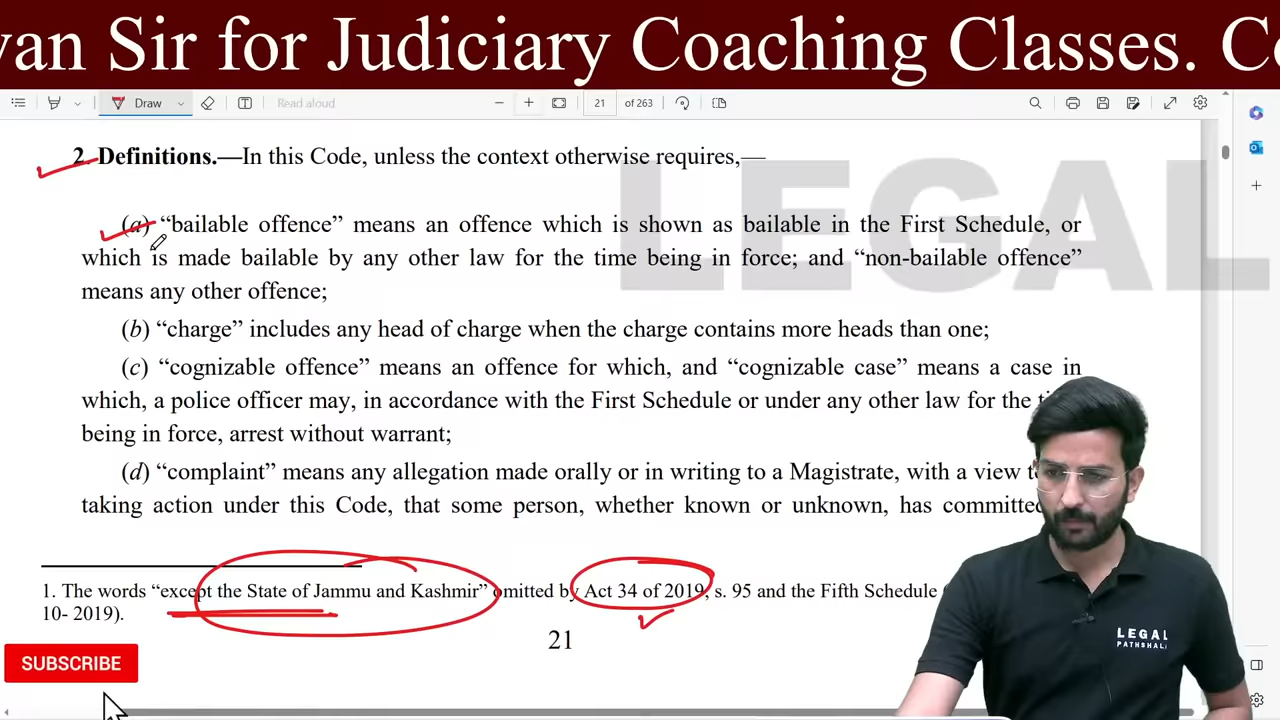 van Sir for Judiciary Coaching Classes. Co
Draw
Read aloud
21 of 263
2. Definitions.—In this Code, unless the context otherwise requires,—
LEGAL
(a) “bailable offence” means an offence which is shown as bailable in the First Schedule, or
which is made bailable by any other law for the time being in force; and “non-bailable offence”
means any other offence;
(b) “charge” includes any head of charge when the charge contains more heads than one;
(c) “cognizable offence” means an offence for which, and “cognizable case” means a case in
which, a police officer may, in accordance with the First Schedule or under any other law for the
being in force, arrest without warrant;
(d) “complaint” means any allegation made orally or in writing to a Magistrate, with a view
taking action under this Code, that some person, whether known or unknown, has committed
1. The words “except the State of Jammu and Kashmir” omitted by Act 34 of 2019, s. 95 and the Fifth Schedule
10- 2019).
21
LEGAL
PATHSHALA
SUBSCRIBE